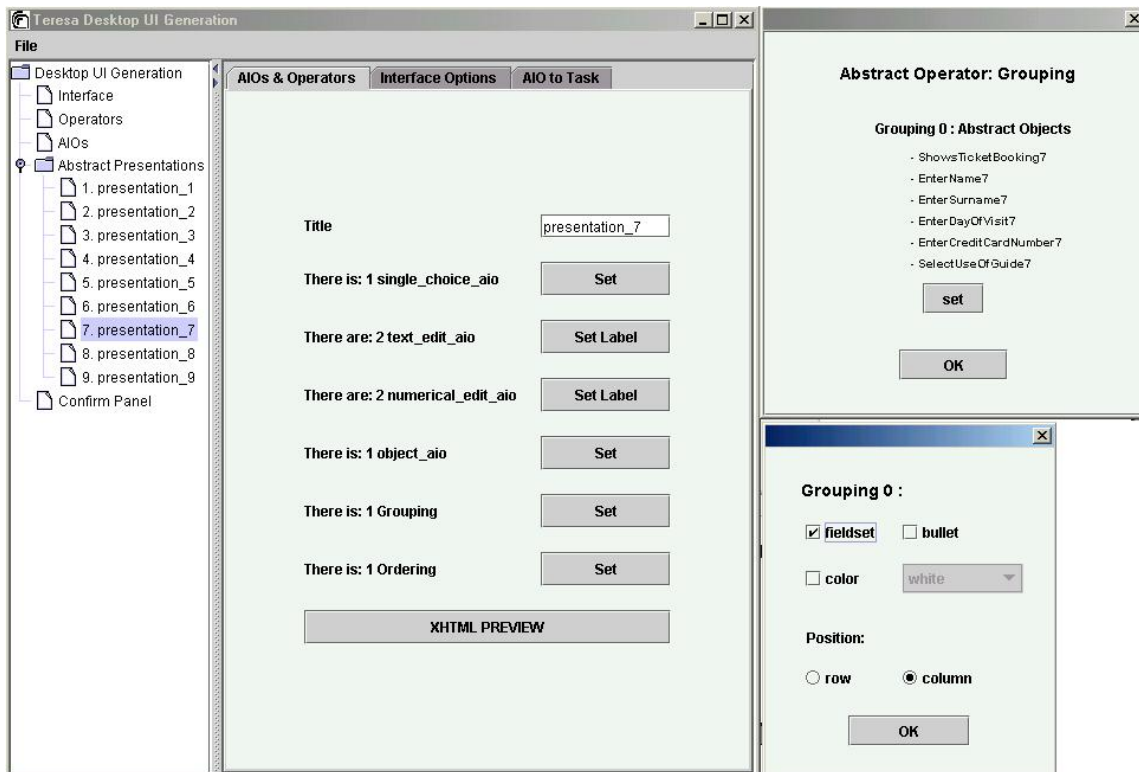 Teresa Desktop UI Generation
File
Desktop UI Generation
Interface
Operators
AIOs
Abstract Presentations
1. presentation_1
2. presentation_2
3. presentation_3
4. presentation_4
5. presentation_5
6. presentation_6
7. presentation_7
8. presentation_8
9. presentation_9
Confirm Panel
AIOs & Operators Interface Options AIO to Task
Title presentation_7
There is: 1 single_choice_aio Set
There are: 2 text_edit_aio Set Label
There are: 2 numerical_edit_aio Set Label
There is: 1 object_aio Set
There is: 1 Grouping Set
There is: 1 Ordering Set
XHTML PREVIEW
Abstract Operator: Grouping
Grouping 0 : Abstract Objects
- ShowsTicketBooking7
- EnterName7
- EnterSurname7
- EnterDayOfVisit7
- EnterCreditCardNumber7
- SelectUseOfGuide7
set
OK
Grouping 0 :
fieldset bullet
color white
Position:
row column
OK